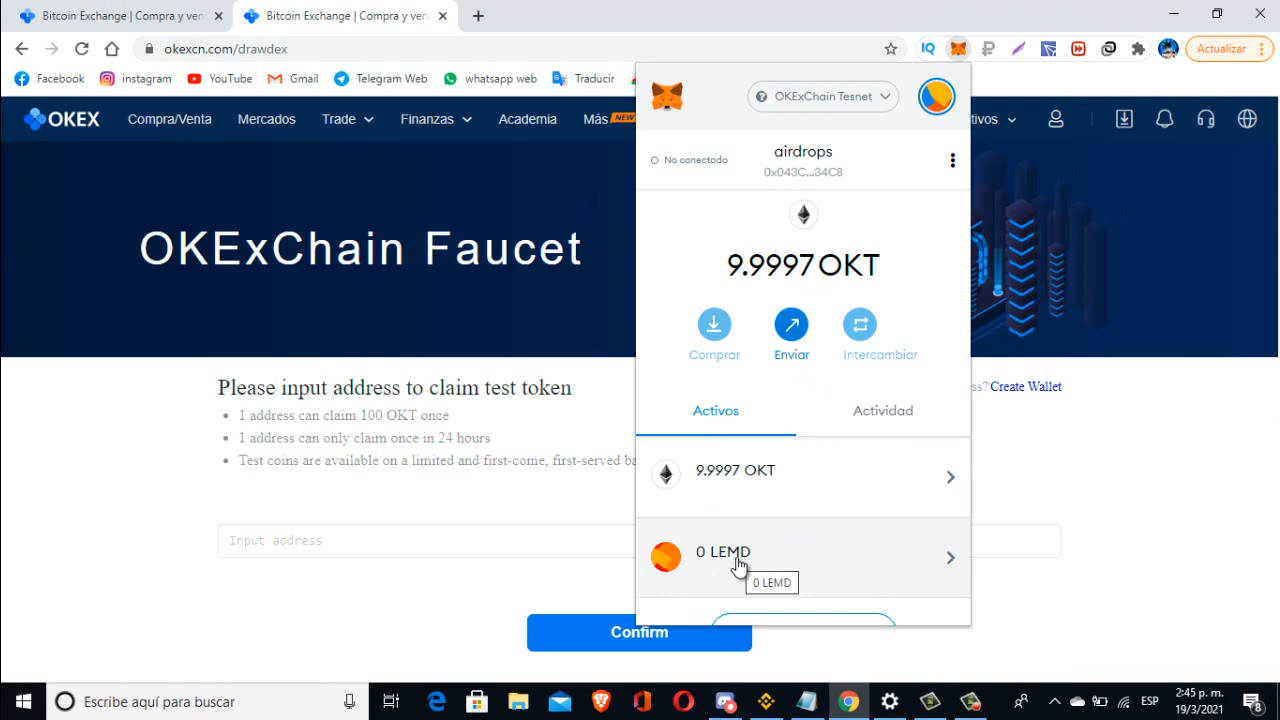 Bitcoin Exchange | Compra y ven
Bitcoin Exchange | Compra y ven
okexcn.com/drawdex
IQ
Actualizar
Facebook
instagram
YouTube
Gmail
Telegram Web
whatsapp web
Traducir
OKEX
Compra/Venta
Mercados
Trade
Finanzas
Academia
Más
NEW
tivos
OKExChain Tesnet
No conectado
airdrops
0x043C...34C8
9.9997 OKT
Comprar
Enviar
Intercambiar
Activos
Actividad
9.9997 OKT
0 LEMD
0 LEMD
OKExChain Faucet
Please input address to claim test token
ss? Create Wallet
1 address can claim 100 OKT once
1 address can only claim once in 24 hours
Test coins are available on a limited and first-come, first-served ba
Input address
Confirm
Escribe aquí para buscar
ESP
2:45 p. m.
19/3/2021
8